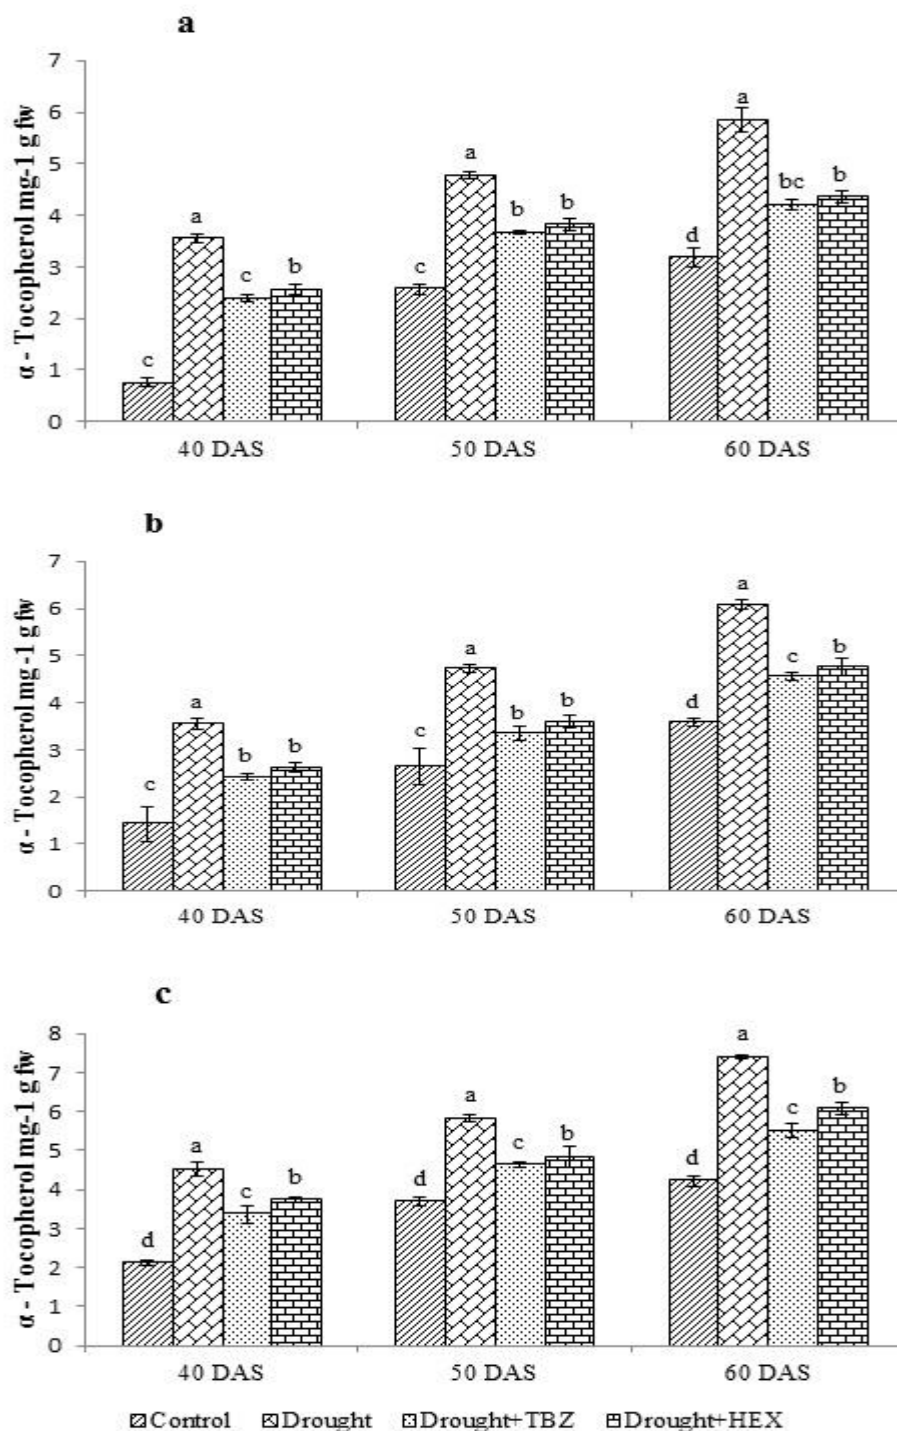 a
α - Tocopherol mg-1 g fw
7
6
5
4
3
2
1
0
c a c b
c a b b
d a bc b
40 DAS 50 DAS 60 DAS
b
α - Tocopherol mg-1 g fw
7
6
5
4
3
2
1
0
c a b b
c a b b
d a c b
40 DAS 50 DAS 60 DAS
c
α - Tocopherol mg-1 g fw
8
7
6
5
4
3
2
1
0
d a c b
d a c b
d a c b
40 DAS 50 DAS 60 DAS
Control Drought Drought+TBZ Drought+HEX